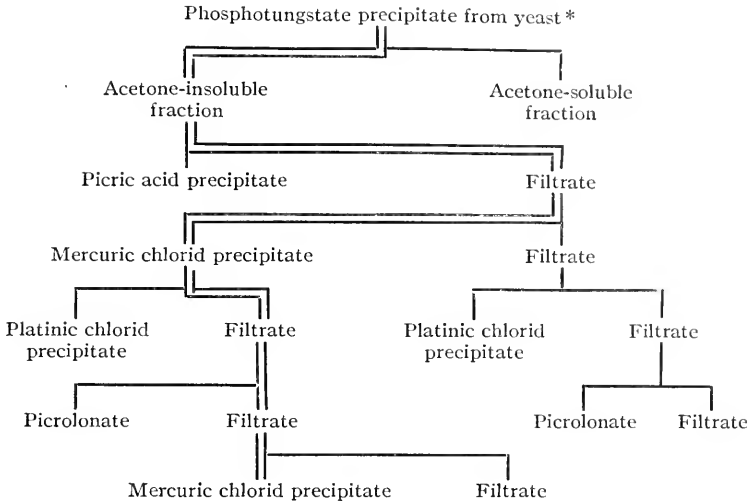 Phosphotungstate precipitate from yeast *
Acetone-insoluble
fraction
Acetone-soluble
fraction
Picric acid precipitate
Filtrate
Mercuric chlorid precipitate
Filtrate
Platinic chlorid
precipitate
Filtrate
Platinic chlorid
precipitate
Filtrate
Picrolonate
Filtrate
Picrolonate
Filtrate
Mercuric chlorid precipitate
Filtrate